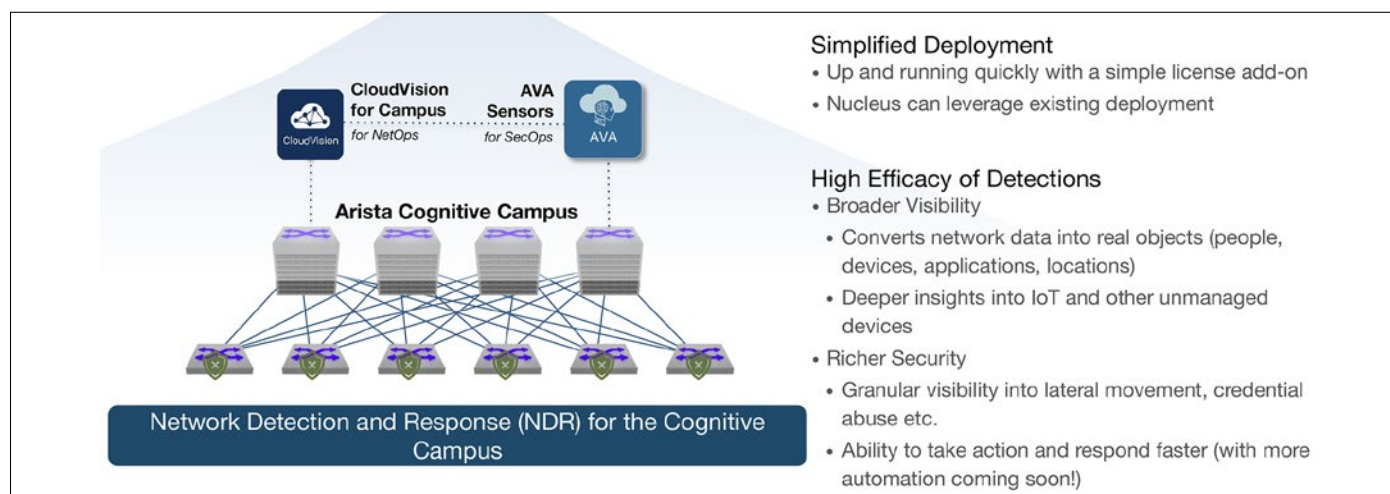 CloudVision
for Campus
for NetOps
AVA
Sensors
for SecOps
CloudVision
AVA
Arista Cognitive Campus
Network Detection and Response (NDR) for the Cognitive
Campus
Simplified Deployment
• Up and running quickly with a simple license add-on
• Nucleus can leverage existing deployment
High Efficacy of Detections
• Broader Visibility
• Converts network data into real objects (people,
devices, applications, locations)
• Deeper insights into IoT and other unmanaged
devices
• Richer Security
• Granular visibility into lateral movement, credential
abuse etc.
• Ability to take action and respond faster (with more
automation coming soon!)